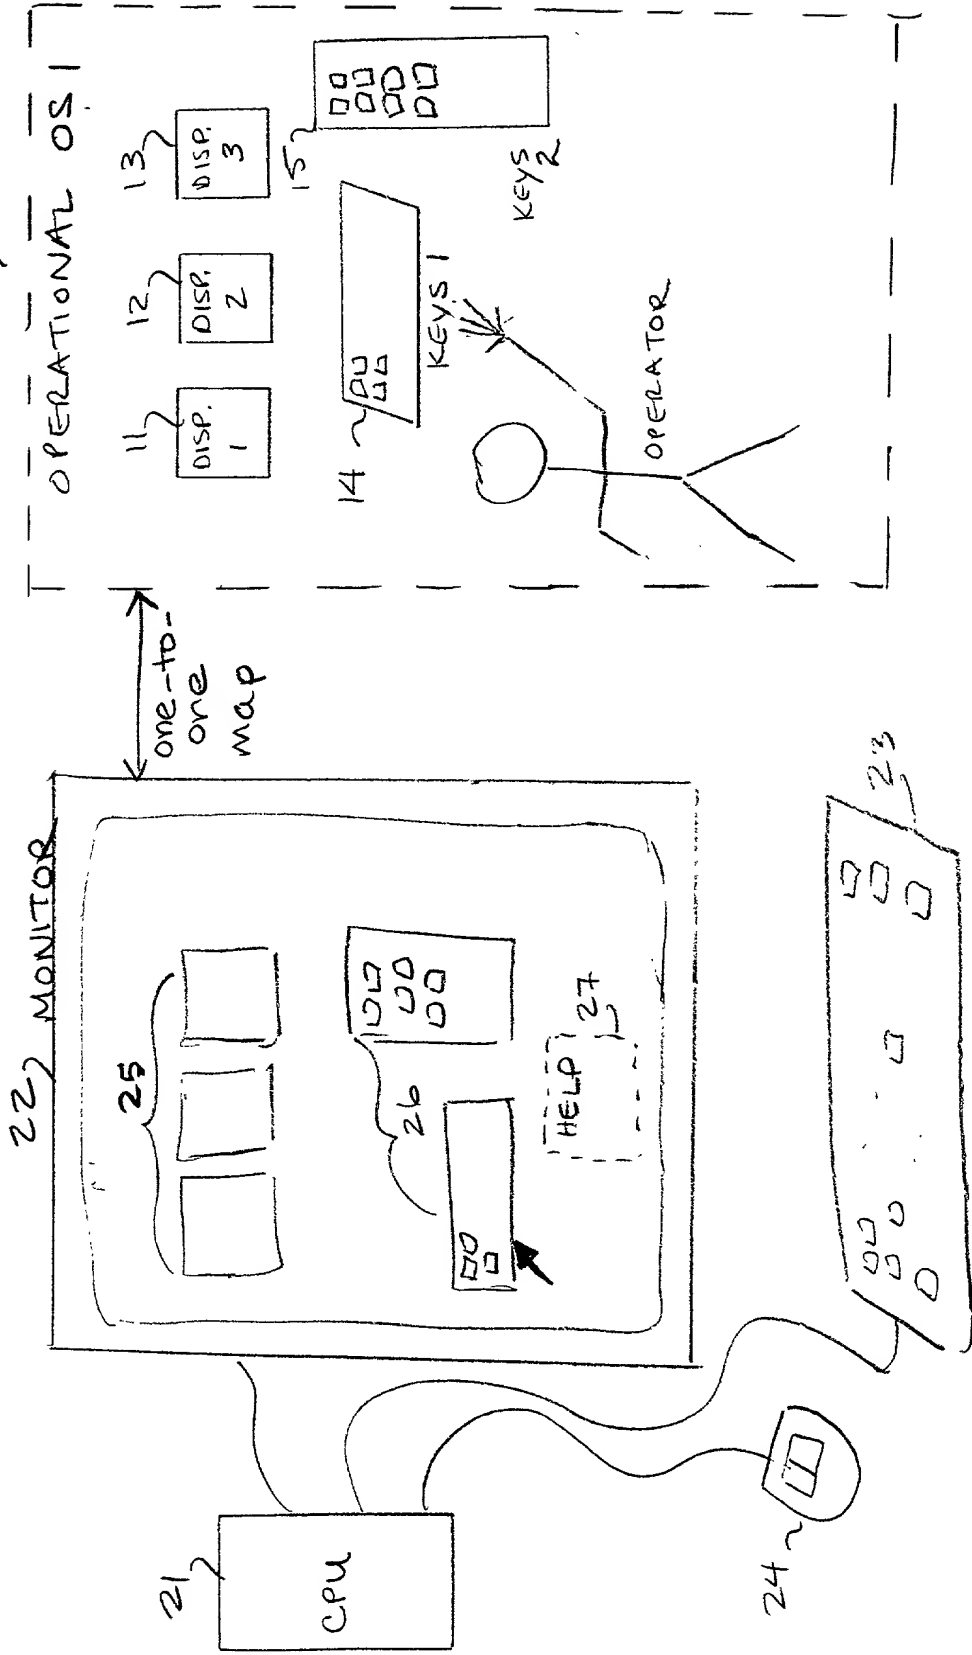 22 MONITOR
25
26
HELP
27
21
CPU
24
23
one-to-
one
map
OPERATIONAL OS 1
11
DISP.
1
12
DISP.
2
13
DISP.
3
14
KEYS 1
15
KEYS
2
OPERATOR